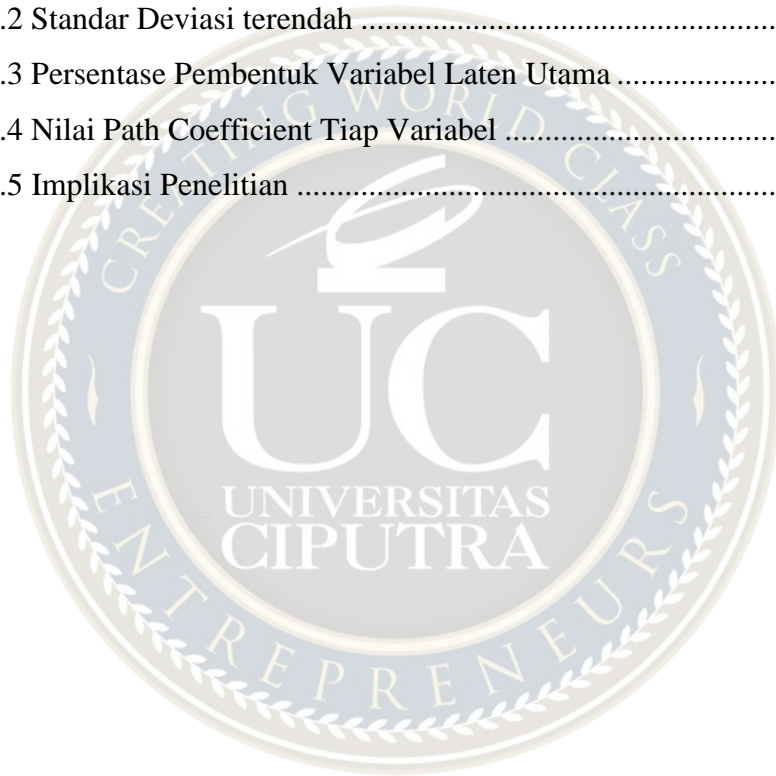 .2 Standar Deviasi terendah ....................................................
.3 Persentase Pembentuk Variabel Laten Utama ....................
.4 Nilai Path Coefficient Tiap Variabel ..................................
.5 Implikasi Penelitian ............................................................
CREATING WORLD CLASS
UC
UNIVERSITAS
CIPUTRA
ENTREPRENEURS